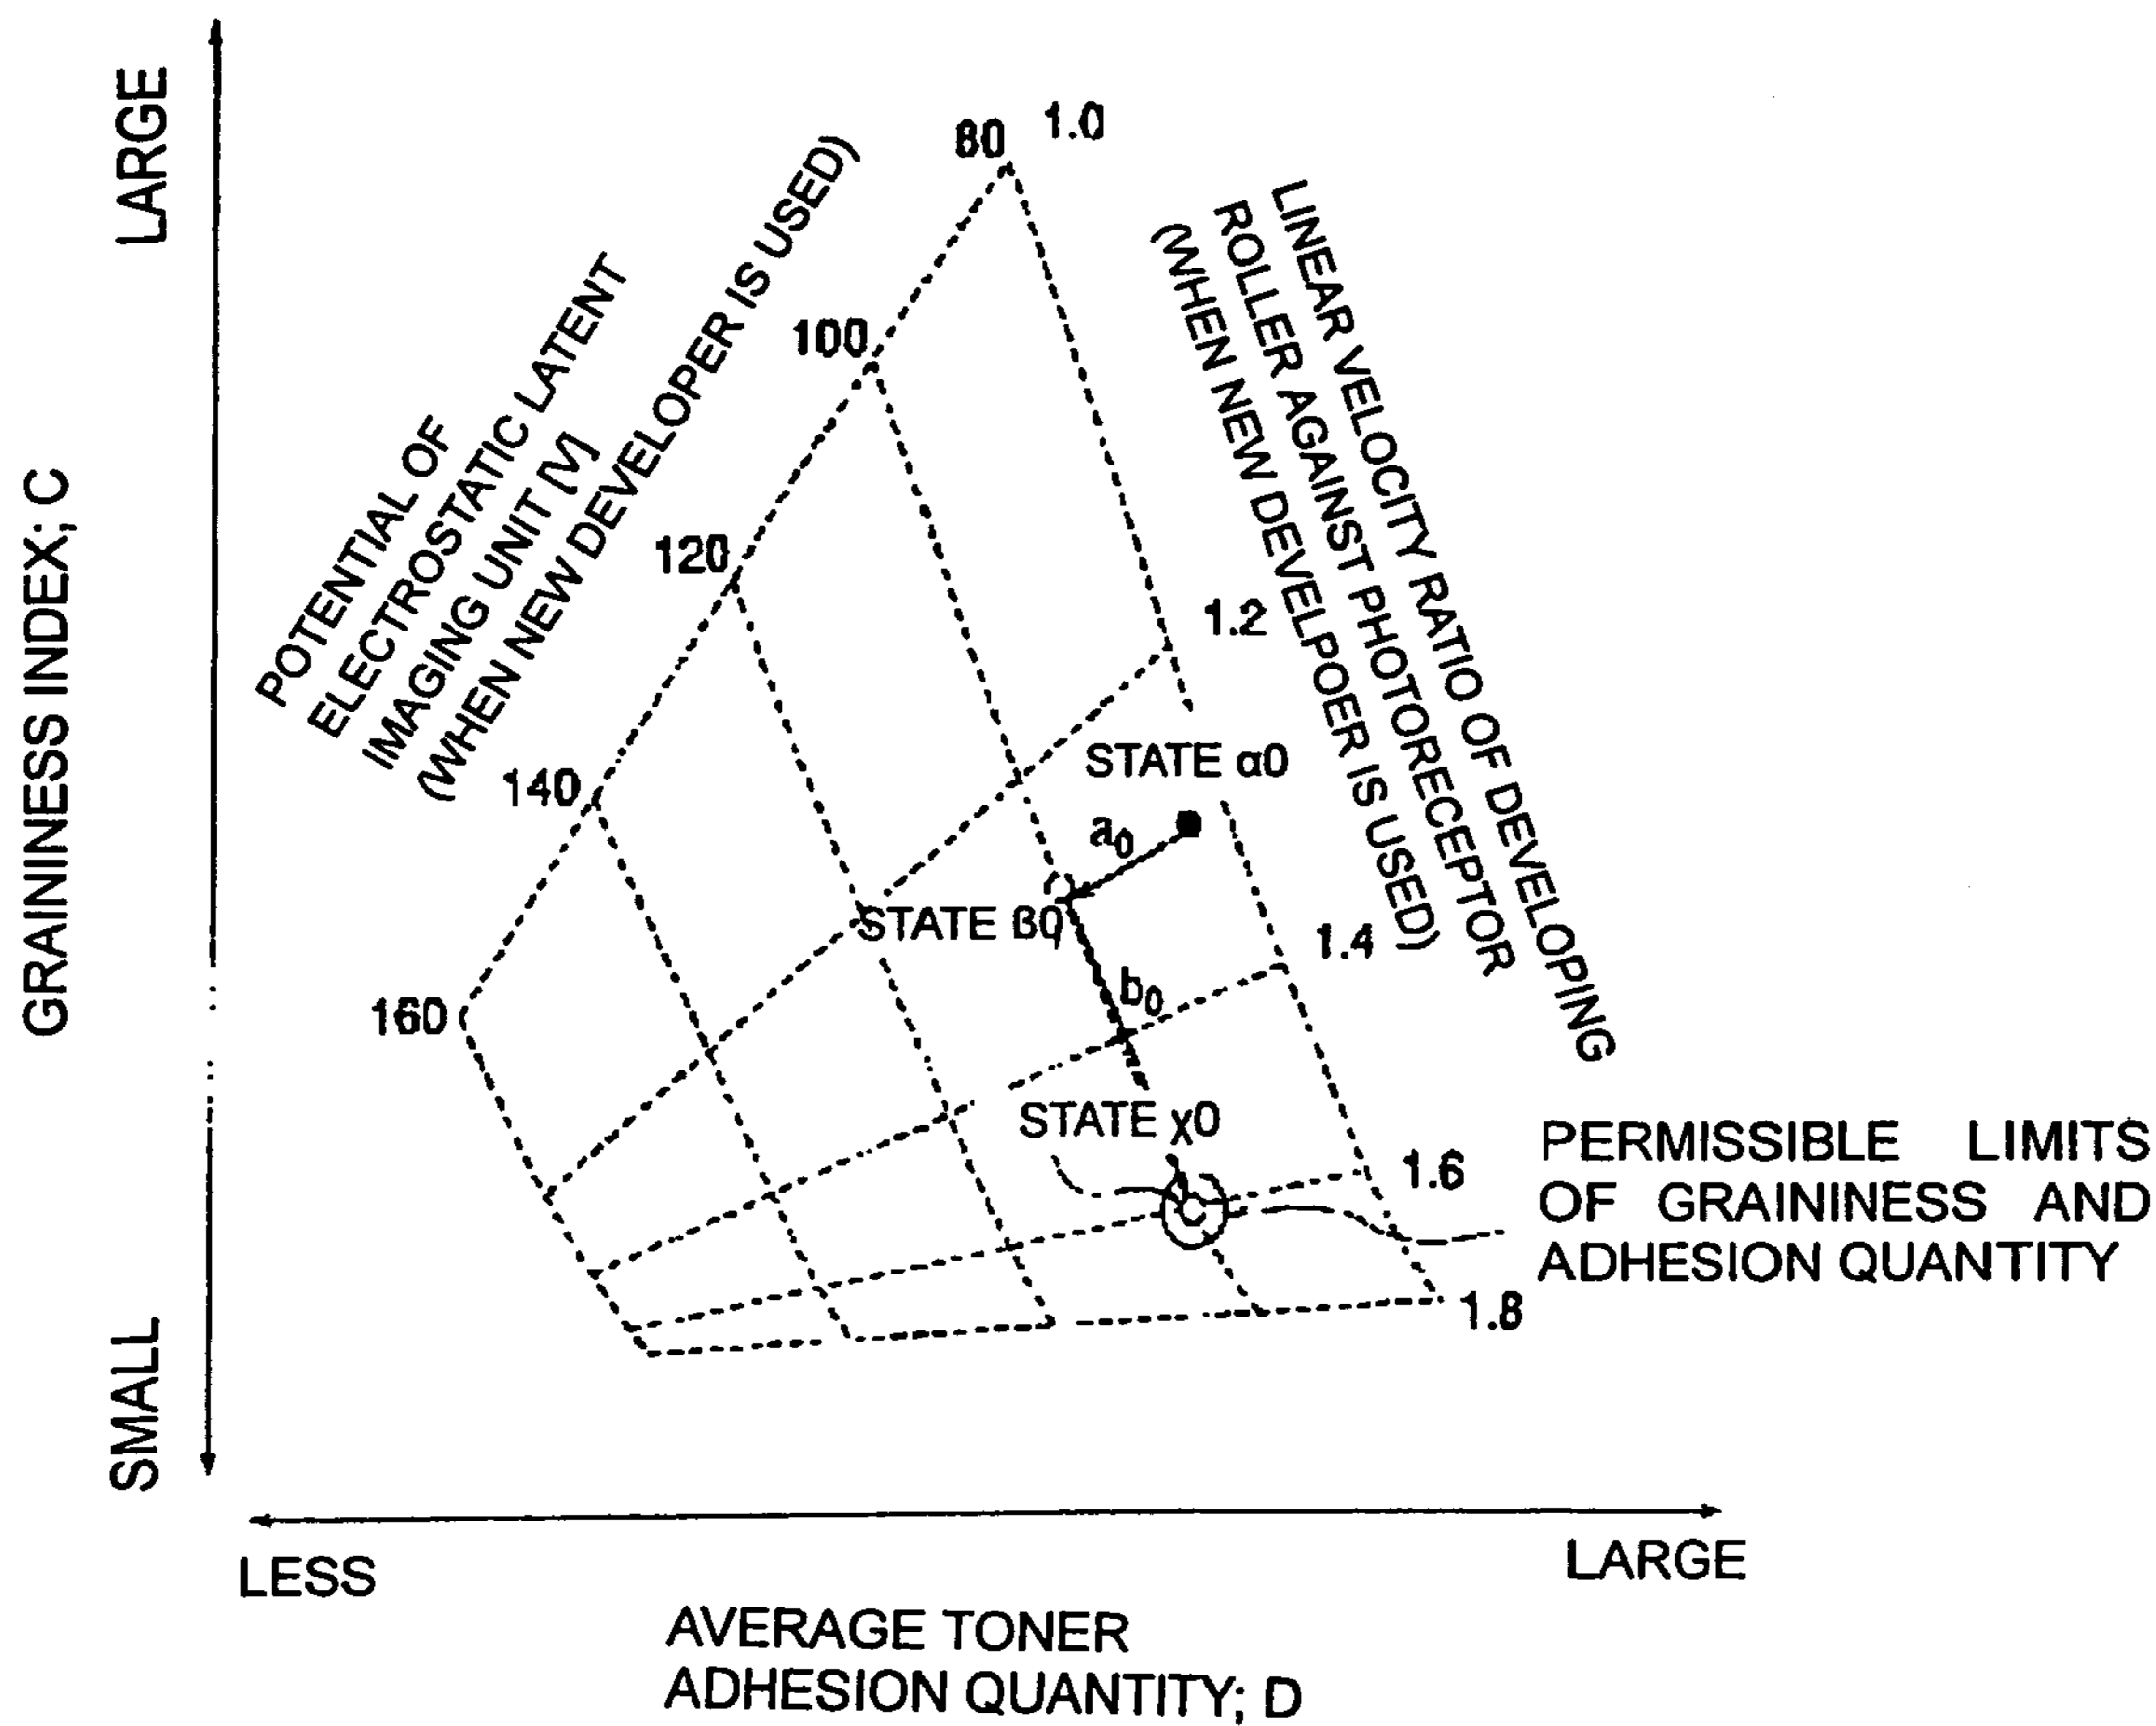 LARGE
GRAININESS INDEX; C
SMALL
POTENTIAL OF
ELECTROSTATIC LATENT
IMAGING UNIT [V]
(WHEN NEW DEVELOPER IS USED)
80
100
120
140
160
1.0
1.2
1.4
1.6
1.8
LINEAR VELOCITY RATIO OF DEVELOPING
ROLLER AGAINST PHOTORECEPTOR
(WHEN NEW DEVELPOER IS USED)
STATE α0
a0
STATE β0
b0
STATE χ0
PERMISSIBLE LIMITS
OF GRAININESS AND
ADHESION QUANTITY
LESS
LARGE
AVERAGE TONER
ADHESION QUANTITY; D